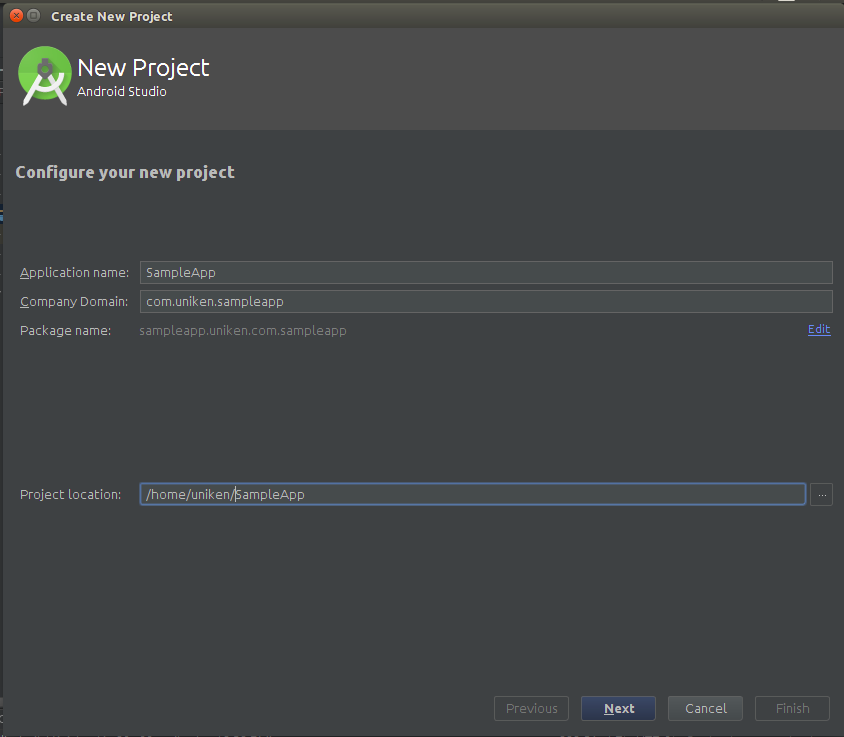 Create New Project
New Project
Android Studio
Configure your new project
Application name: SampleApp
Company Domain: com.uniken.sampleapp
Package name: sampleapp.uniken.com.sampleapp Edit
Project location: /home/uniken/SampleApp ...
Previous Next Cancel Finish